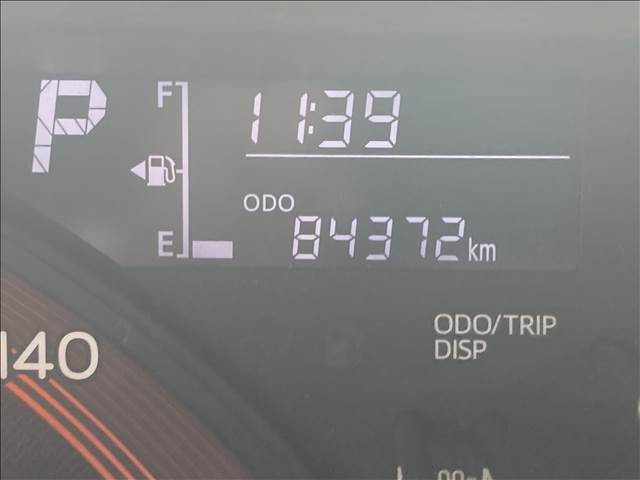 P
F
11:39
ODO
84372km
E
ODO/TRIP
DISP
140